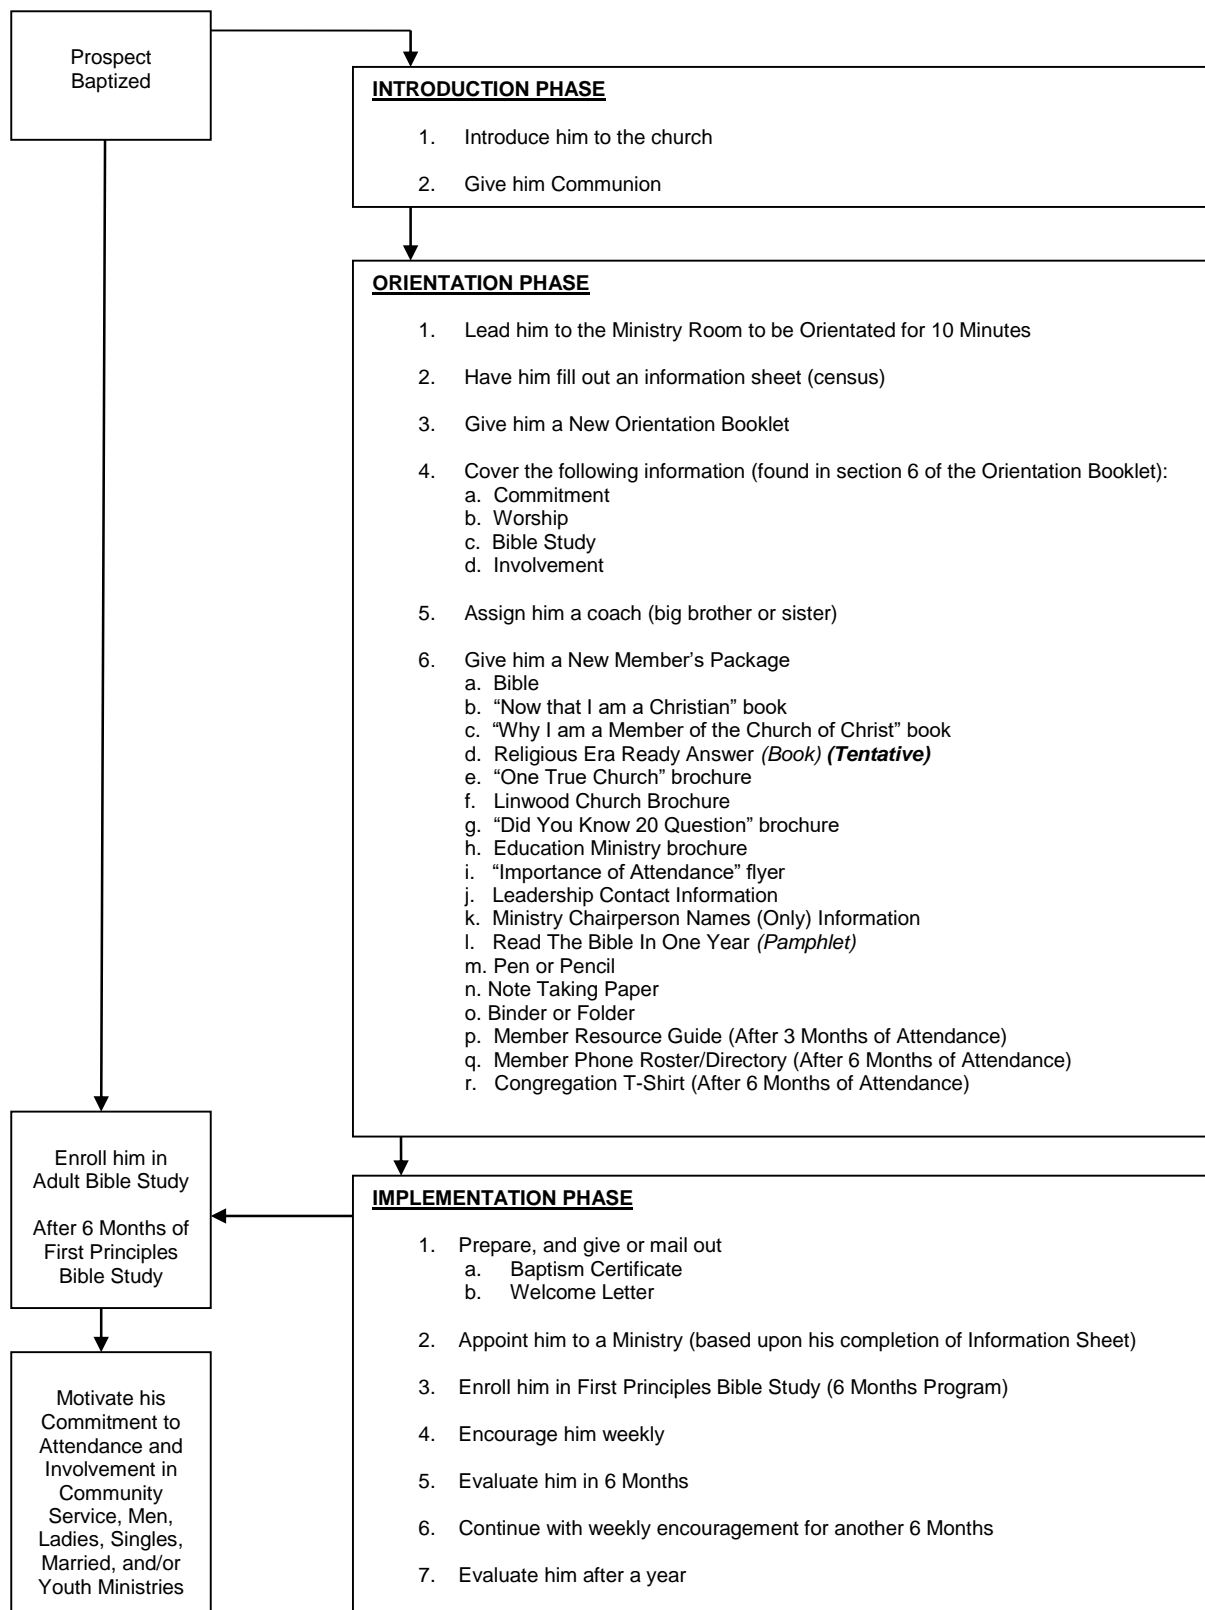 Prospect
Baptized
INTRODUCTION PHASE
1. Introduce him to the church
2. Give him Communion
ORIENTATION PHASE
1. Lead him to the Ministry Room to be Orientated for 10 Minutes
2. Have him fill out an information sheet (census)
3. Give him a New Orientation Booklet
4. Cover the following information (found in section 6 of the Orientation Booklet):
a. Commitment
b. Worship
c. Bible Study
d. Involvement
5. Assign him a coach (big brother or sister)
6. Give him a New Member’s Package
a. Bible
b. “Now that I am a Christian” book
c. “Why I am a Member of the Church of Christ” book
d. Religious Era Ready Answer (Book) (Tentative)
e. “One True Church” brochure
f. Linwood Church Brochure
g. “Did You Know 20 Question” brochure
h. Education Ministry brochure
i. “Importance of Attendance” flyer
j. Leadership Contact Information
k. Ministry Chairperson Names (Only) Information
l. Read The Bible In One Year (Pamphlet)
m. Pen or Pencil
n. Note Taking Paper
o. Binder or Folder
p. Member Resource Guide (After 3 Months of Attendance)
q. Member Phone Roster/Directory (After 6 Months of Attendance)
r. Congregation T-Shirt (After 6 Months of Attendance)
Enroll him in
Adult Bible Study
After 6 Months of
First Principles
Bible Study
IMPLEMENTATION PHASE
1. Prepare, and give or mail out
a. Baptism Certificate
b. Welcome Letter
2. Appoint him to a Ministry (based upon his completion of Information Sheet)
3. Enroll him in First Principles Bible Study (6 Months Program)
4. Encourage him weekly
5. Evaluate him in 6 Months
6. Continue with weekly encouragement for another 6 Months
7. Evaluate him after a year
Motivate his
Commitment to
Attendance and
Involvement in
Community
Service, Men,
Ladies, Singles,
Married, and/or
Youth Ministries